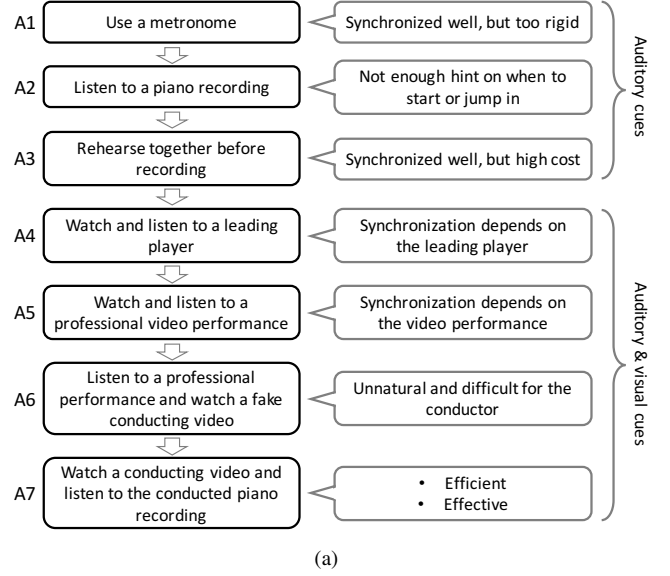 A1
Use a metronome
Synchronized well, but too rigid
A2
Listen to a piano recording
Not enough hint on when to
start or jump in
A3
Rehearse together before
recording
Synchronized well, but high cost
Auditory cues
A4
Watch and listen to a leading
player
Synchronization depends on
the leading player
A5
Watch and listen to a
professional video performance
Synchronization depends on
the video performance
A6
Listen to a professional
performance and watch a fake
conducting video
Unnatural and difficult for the
conductor
A7
Watch a conducting video and
listen to the conducted piano
recording
• Efficient
• Effective
Auditory & visual cues
(a)